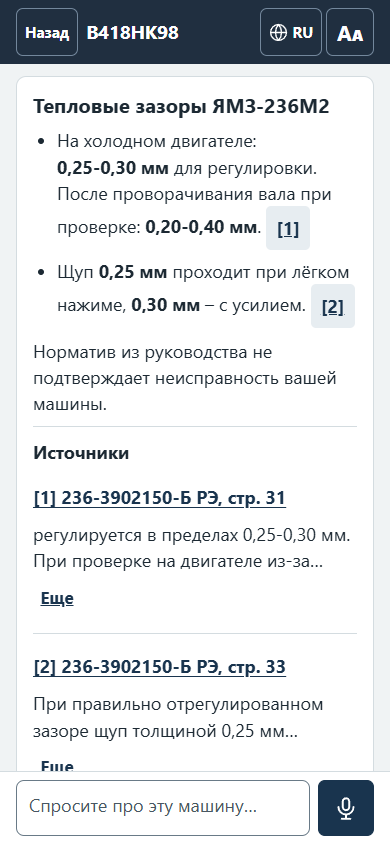 Назад
В418НК98
RU
Аа
Тепловые зазоры ЯМЗ-236М2
• На холодном двигателе:
0,25-0,30 мм для регулировки.
После проворачивания вала при
проверке: 0,20-0,40 мм. [1]
• Щуп 0,25 мм проходит при лёгком
нажиме, 0,30 мм – с усилием. [2]
Норматив из руководства не
подтверждает неисправность вашей
машины.
Источники
[1] 236-3902150-Б РЭ, стр. 31
регулируется в пределах 0,25-0,30 мм.
При проверке на двигателе из-за...
Еще
[2] 236-3902150-Б РЭ, стр. 33
При правильно отрегулированном
зазоре щуп толщиной 0,25 мм...
Еще
Спросите про эту машину...